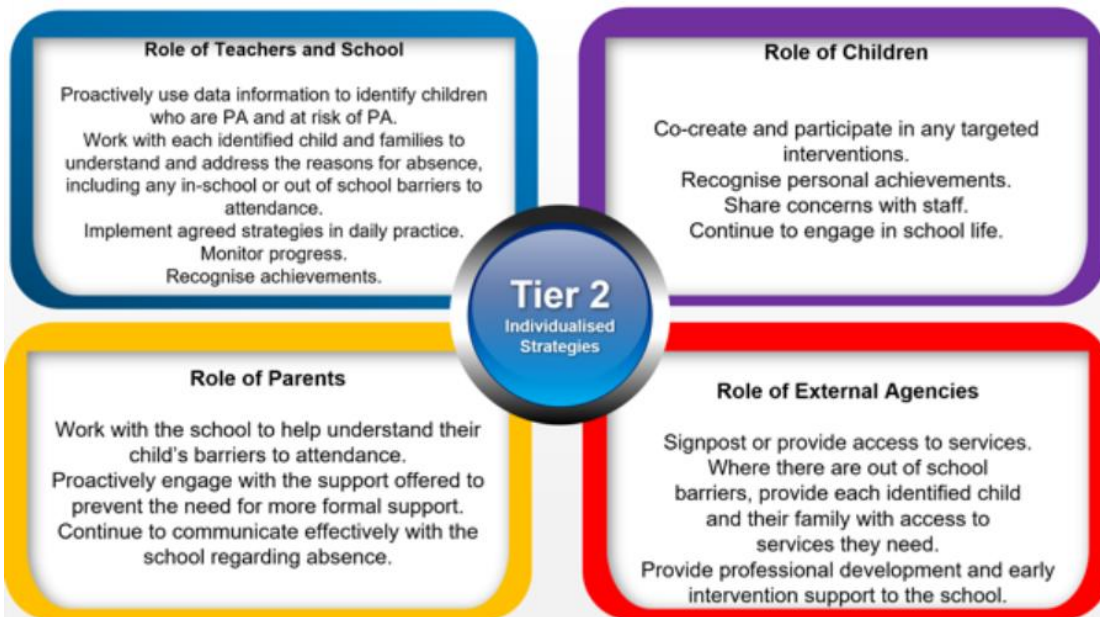 Role of Teachers and School
Proactively use data information to identify children
who are PA and at risk of PA.
Work with each identified child and families to
understand and address the reasons for absence,
including any in-school or out of school barriers to
attendance.
Implement agreed strategies in daily practice.
Monitor progress.
Recognise achievements.
Role of Children
Co-create and participate in any targeted
interventions.
Recognise personal achievements.
Share concerns with staff.
Continue to engage in school life.
Tier 2
Individualised
Strategies
Role of Parents
Work with the school to help understand their
child's barriers to attendance.
Proactively engage with the support offered to
prevent the need for more formal support.
Continue to communicate effectively with the
school regarding absence.
Role of External Agencies
Signpost or provide access to services.
Where there are out of school
barriers, provide each identified child
and their family with access to
services they need.
Provide professional development and early
intervention support to the school.